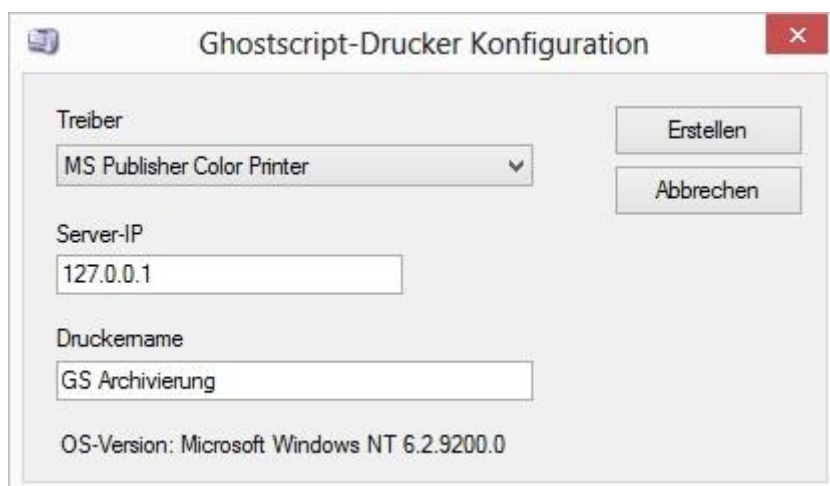 Ghostscript-Drucker Konfiguration
Treiber
MS Publisher Color Printer
Erstellen
Abbrechen
Server-IP
127.0.0.1
Druckername
GS Archivierung
OS-Version: Microsoft Windows NT 6.2.9200.0